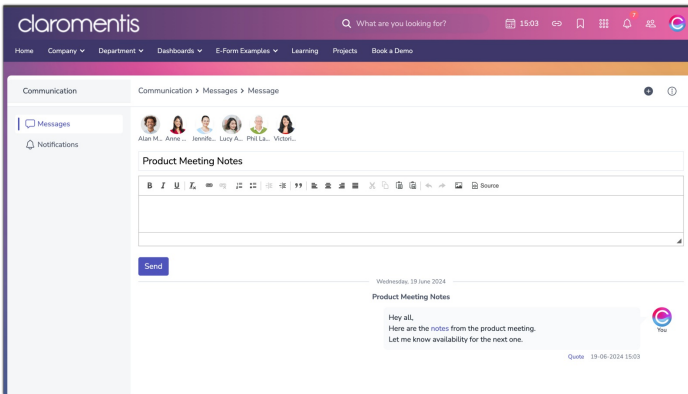 claromentis
What are you looking for?
15:03
7
Home Company Department Dashboards E-Form Examples Learning Projects Book a Demo
Communication
Communication > Messages > Message
Messages
Notifications
Alan M... Anne ... Jennife... Lucy A... Phil La... Victori...
Product Meeting Notes
B I U Source
Send
Wednesday, 19 June 2024
Product Meeting Notes
Hey all,
Here are the notes from the product meeting.
Let me know availability for the next one.
You
Quote 19-06-2024 15:03